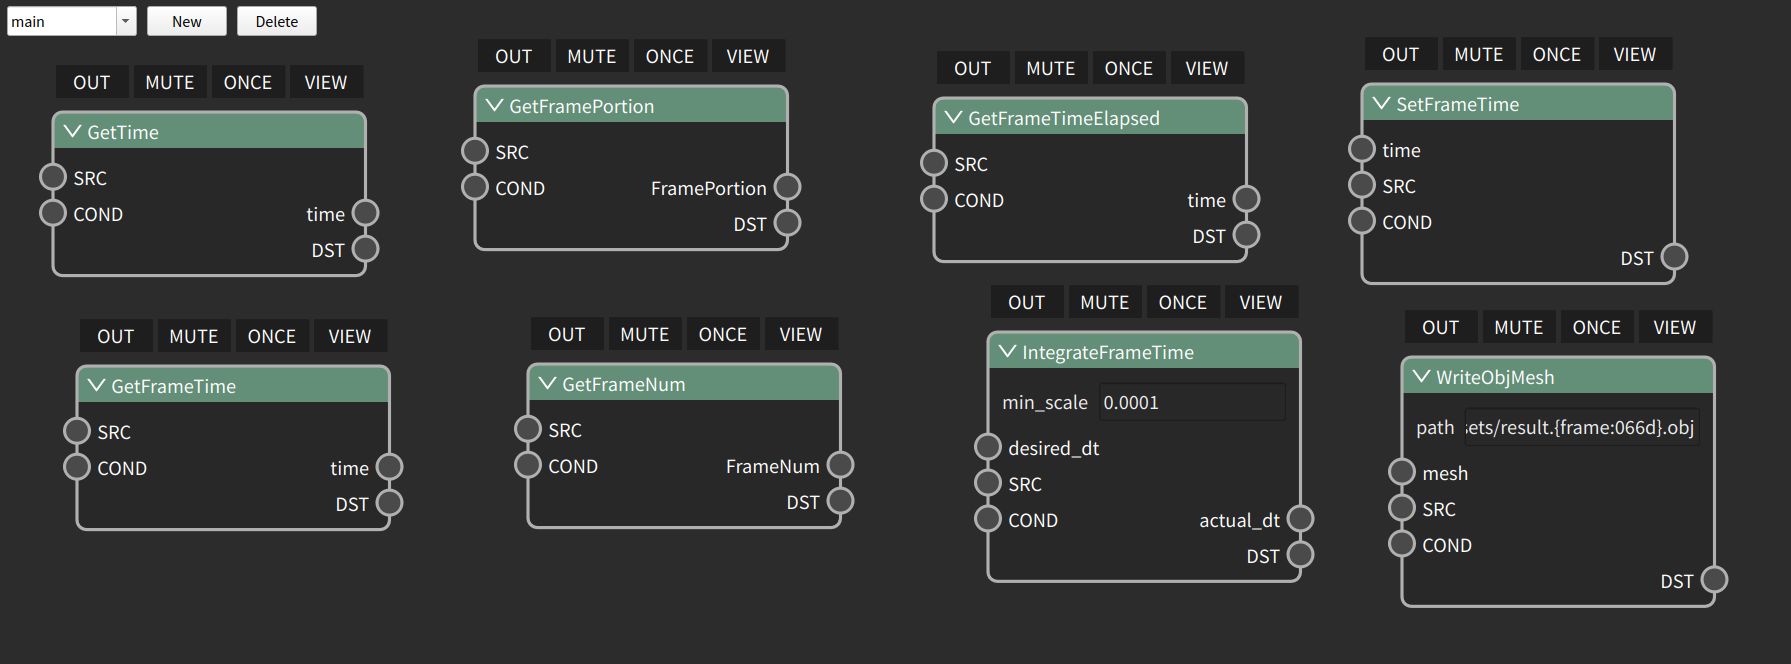 main New Delete
OUT MUTE ONCE VIEW
GetTime
SRC
COND time
DST
OUT MUTE ONCE VIEW
GetFramePortion
SRC
COND FramePortion
DST
OUT MUTE ONCE VIEW
GetFrameTimeElapsed
SRC
COND time
DST
OUT MUTE ONCE VIEW
SetFrameTime
time
SRC
COND
DST
OUT MUTE ONCE VIEW
GetFrameTime
SRC
COND time
DST
OUT MUTE ONCE VIEW
GetFrameNum
SRC
COND FrameNum
DST
OUT MUTE ONCE VIEW
IntegrateFrameTime
min_scale 0.0001
desired_dt
SRC
COND actual_dt
DST
OUT MUTE ONCE VIEW
WriteObjMesh
path sets/result.{frame:066d}.obj
mesh
SRC
COND
DST